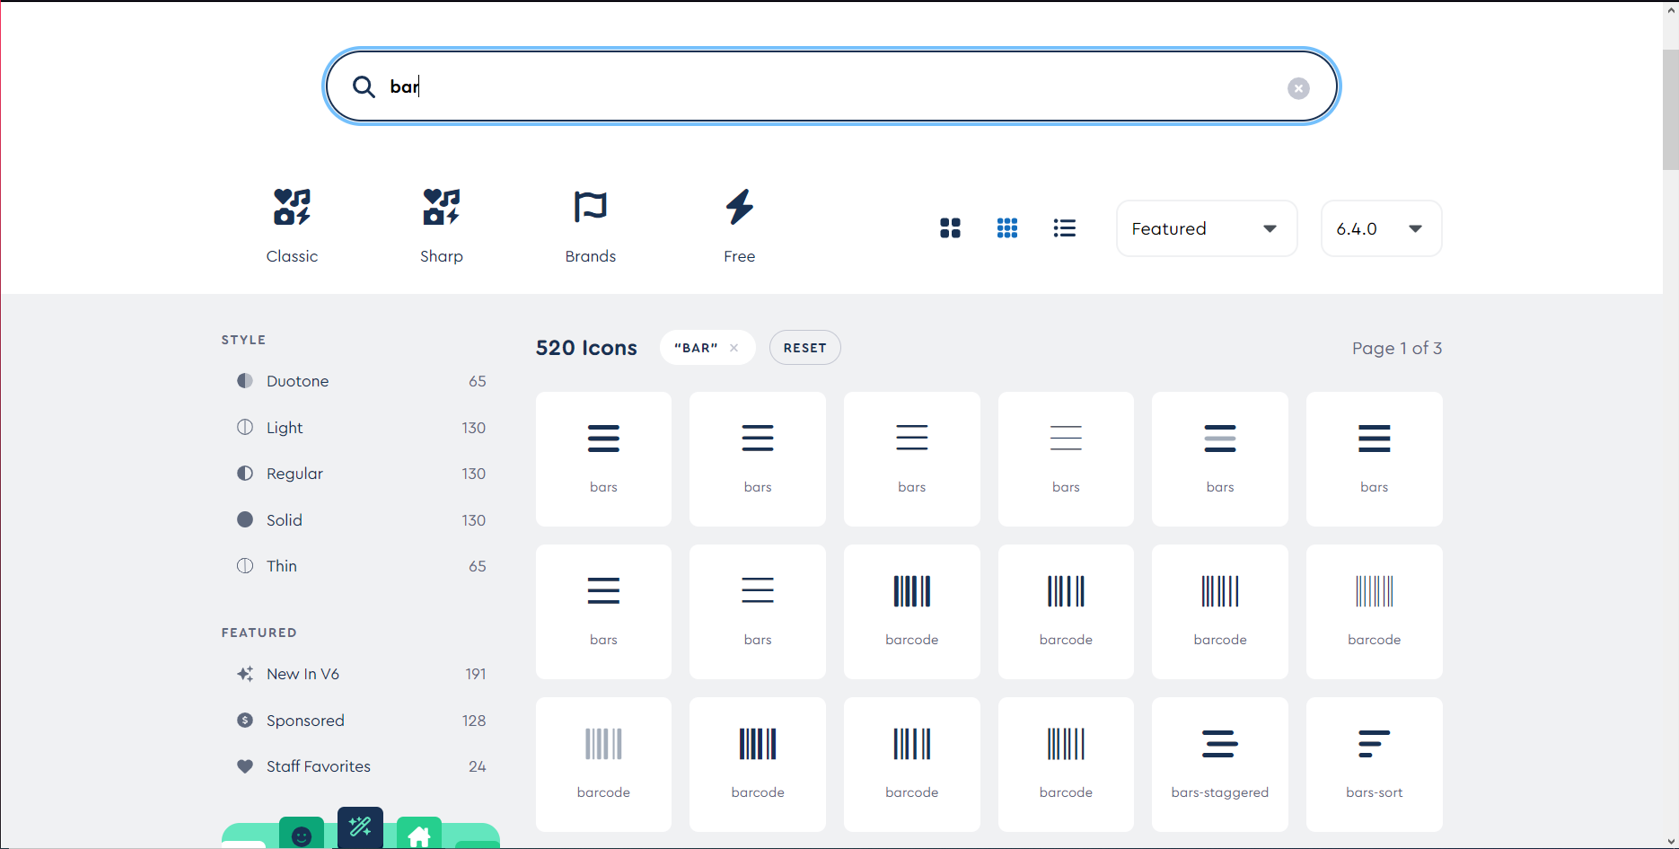 bar
Classic
Sharp
Brands
Free
Featured
6.4.0
STYLE
Duotone 65
Light 130
Regular 130
Solid 130
Thin 65
FEATURED
New In V6 191
Sponsored 128
Staff Favorites 24
520 Icons "BAR" × RESET Page 1 of 3
bars bars bars bars bars bars
bars bars barcode barcode barcode barcode
barcode barcode barcode barcode bars-staggered bars-sort